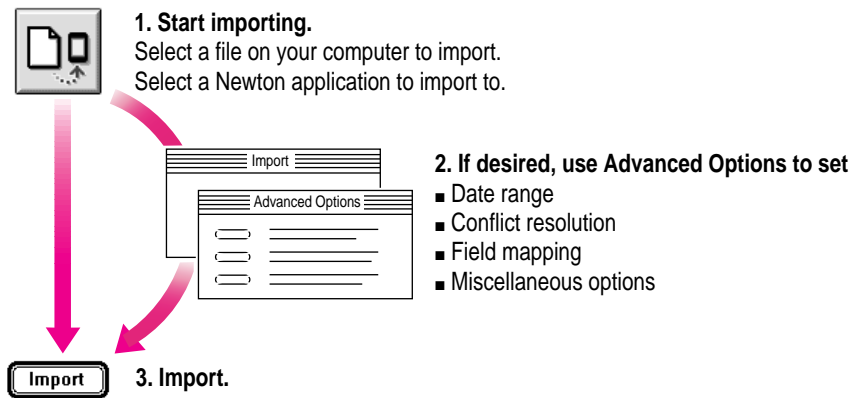 1. Start importing.
Select a file on your computer to import.
Select a Newton application to import to.
Import
Advanced Options
2. If desired, use Advanced Options to set
■ Date range
■ Conflict resolution
■ Field mapping
■ Miscellaneous options
Import
3. Import.